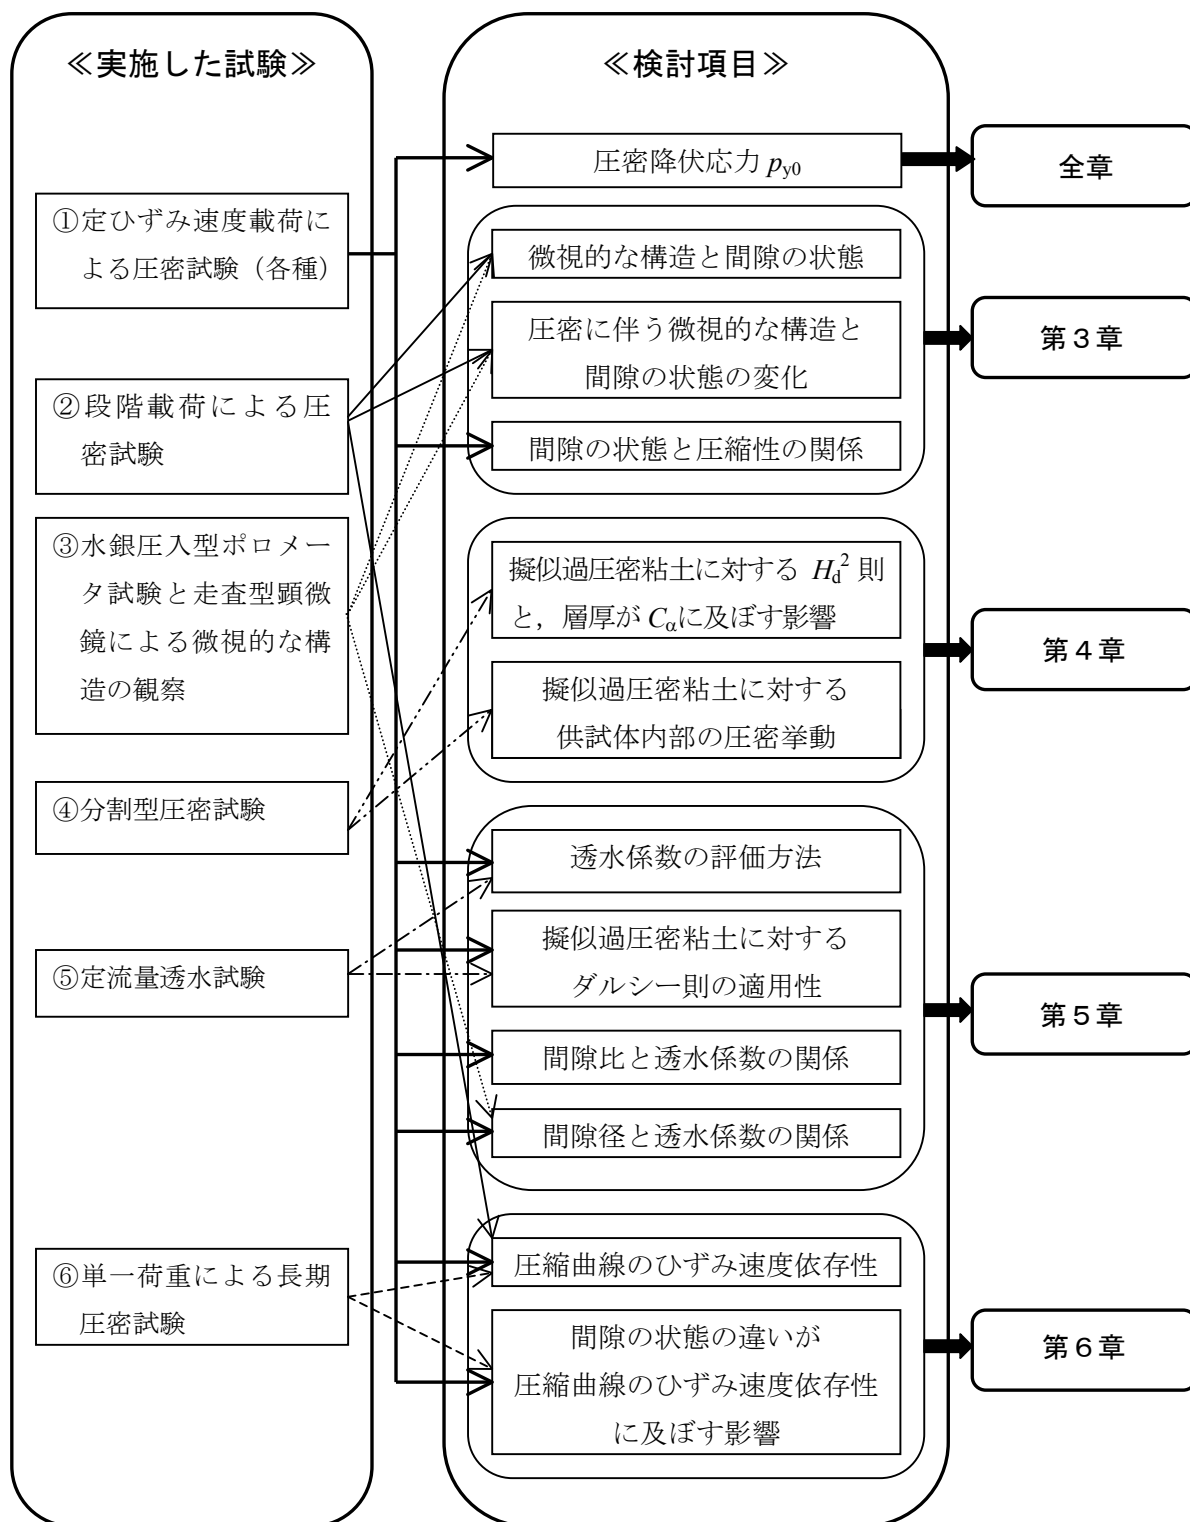 ≪実施した試験≫
①定ひずみ速度載荷に
よる圧密試験（各種）
②段階載荷による圧
密試験
③水銀圧入型ポロメー
タ試験と走査型顕微
鏡による微視的な構
造の観察
④分割型圧密試験
⑤定流量透水試験
⑥単一荷重による長期
圧密試験
≪検討項目≫
圧密降伏応力 py0
微視的な構造と間隙の状態
圧密に伴う微視的な構造と
間隙の状態の変化
間隙の状態と圧縮性の関係
擬似過圧密粘土に対する Hd² 則
と，層厚が Cαに及ぼす影響
擬似過圧密粘土に対する
供試体内部の圧密挙動
透水係数の評価方法
擬似過圧密粘土に対する
ダルシー則の適用性
間隙比と透水係数の関係
間隙径と透水係数の関係
圧縮曲線のひずみ速度依存性
間隙の状態の違いが
圧縮曲線のひずみ速度依存性
に及ぼす影響
全章
第３章
第４章
第５章
第６章